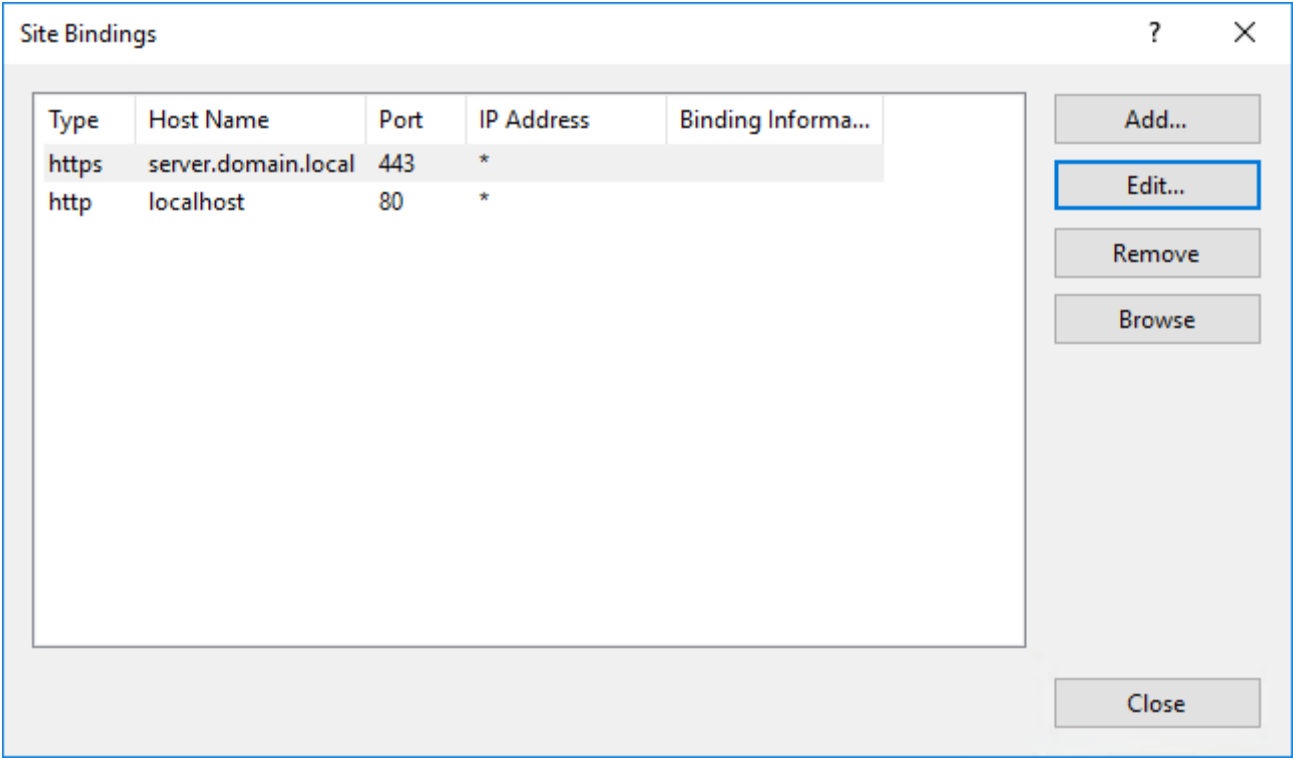 Site Bindings ?
Type Host Name Port IP Address Binding Informa... Add...
https server.domain.local 443 * Edit...
http localhost 80 *
Remove
Browse
Close